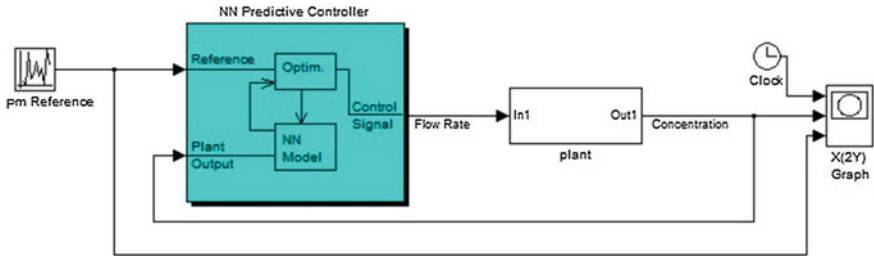 NN Predictive Controller
pm Reference
Reference
Optim.
Control
Signal
NN
Model
Plant
Output
Flow Rate
In1
Out1
plant
Concentration
Clock
X(2Y)
Graph